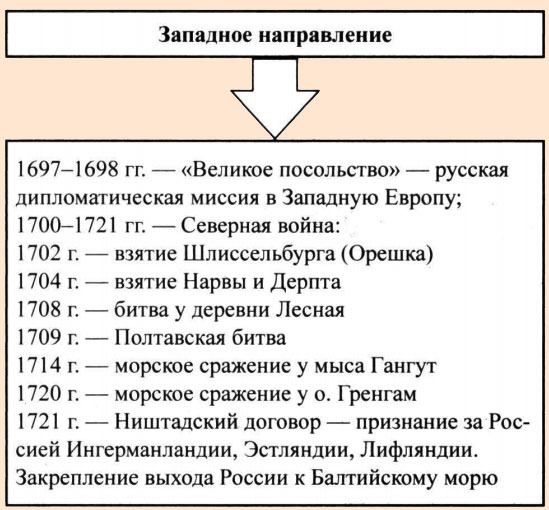 Западное направление
1697–1698 гг. — «Великое посольство» — русская
дипломатическая миссия в Западную Европу;
1700–1721 гг. — Северная война:
1702 г. — взятие Шлиссельбурга (Орешка)
1704 г. — взятие Нарвы и Дерпта
1708 г. — битва у деревни Лесная
1709 г. — Полтавская битва
1714 г. — морское сражение у мыса Гангут
1720 г. — морское сражение у о. Гренгам
1721 г. — Ништадский договор — признание за Рос-
сией Ингерманландии, Эстляндии, Лифляндии.
Закрепление выхода России к Балтийскому морю